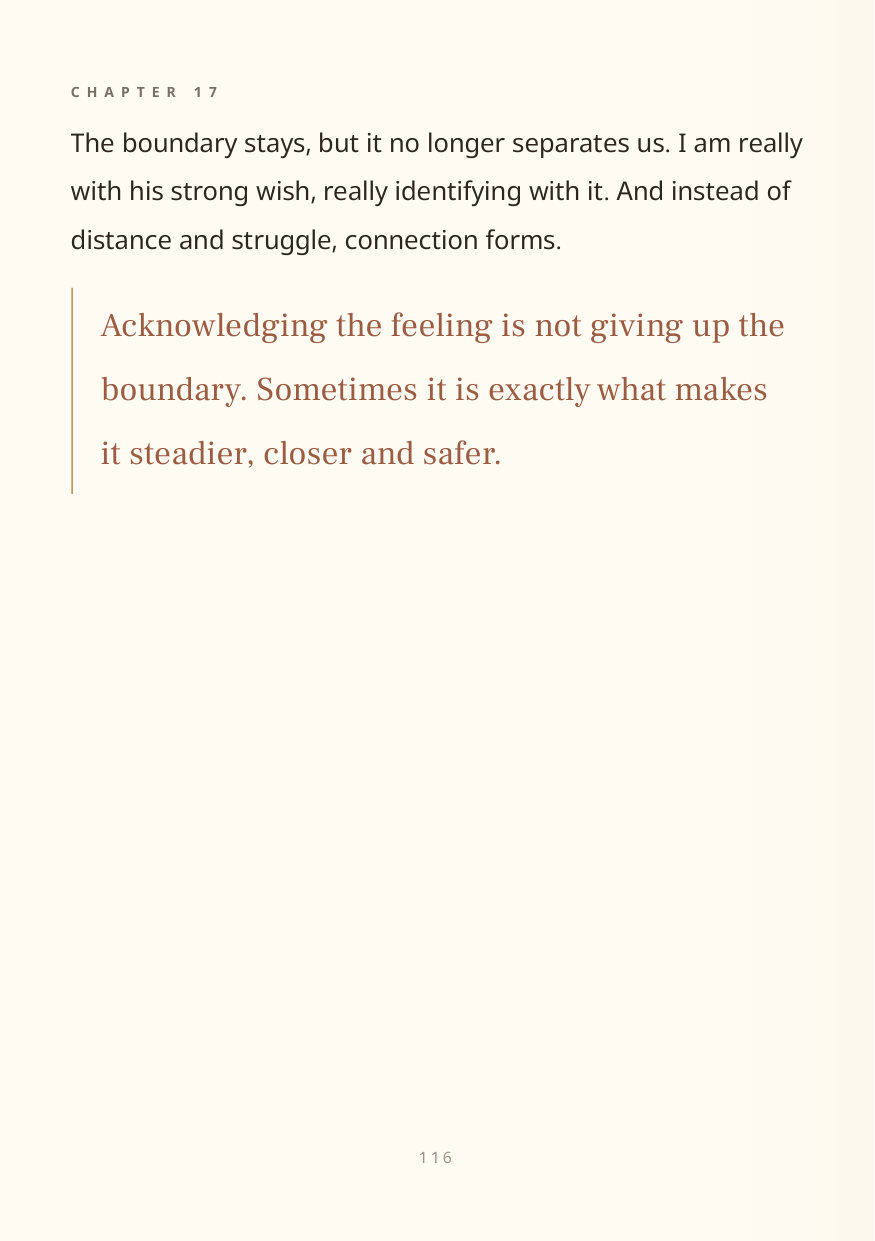 CHAPTER 17
The boundary stays, but it no longer separates us. I am really
with his strong wish, really identifying with it. And instead of
distance and struggle, connection forms.
Acknowledging the feeling is not giving up the
boundary. Sometimes it is exactly what makes
it steadier, closer and safer.
116